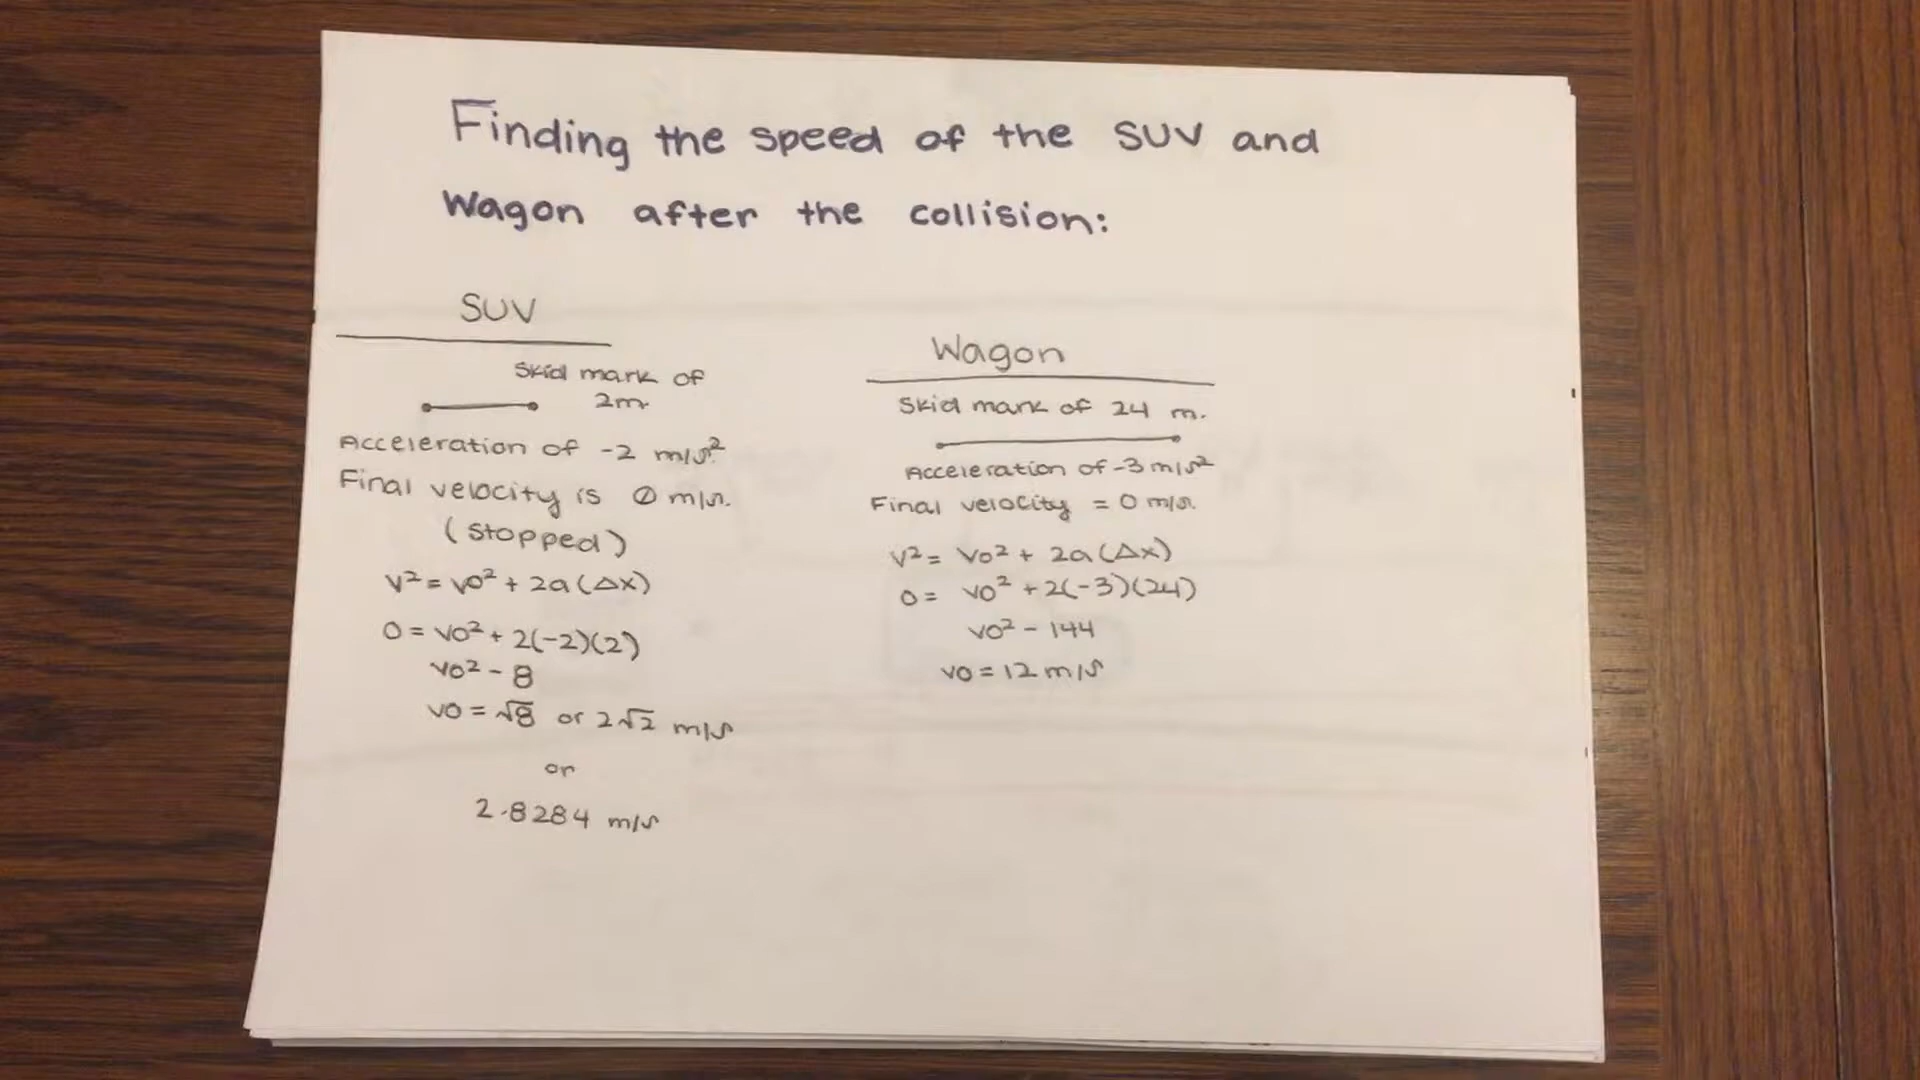 Finding the speed of the SUV and
Wagon after the collision:
SUV
Skid mark of
2m.
Acceleration of -2 m/s².
Final velocity is 0 m/s.
(stopped)
v² = vo² + 2a(Δx)
0 = vo² + 2(-2)(2)
vo² - 8
vo = √8 or 2√2 m/s
or
2.8284 m/s
Wagon
Skid mark of 24 m.
Acceleration of -3 m/s²
Final velocity = 0 m/s.
v² = vo² + 2a(Δx)
0 = vo² + 2(-3)(24)
vo² - 144
vo = 12 m/s